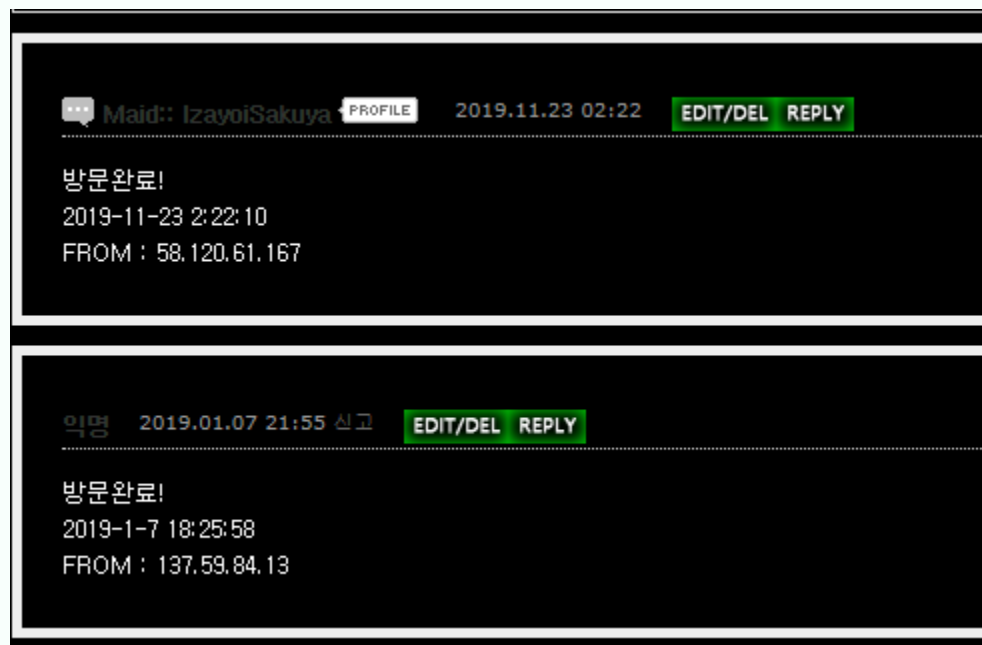 Maid:: IzayoiSakuya PROFILE 2019.11.23 02:22 EDIT/DEL REPLY
방문완료!
2019-11-23 2:22:10
FROM : 58.120.61.167
익명 2019.01.07 21:55 신고 EDIT/DEL REPLY
방문완료!
2019-1-7 18:25:58
FROM : 137.59.84.13